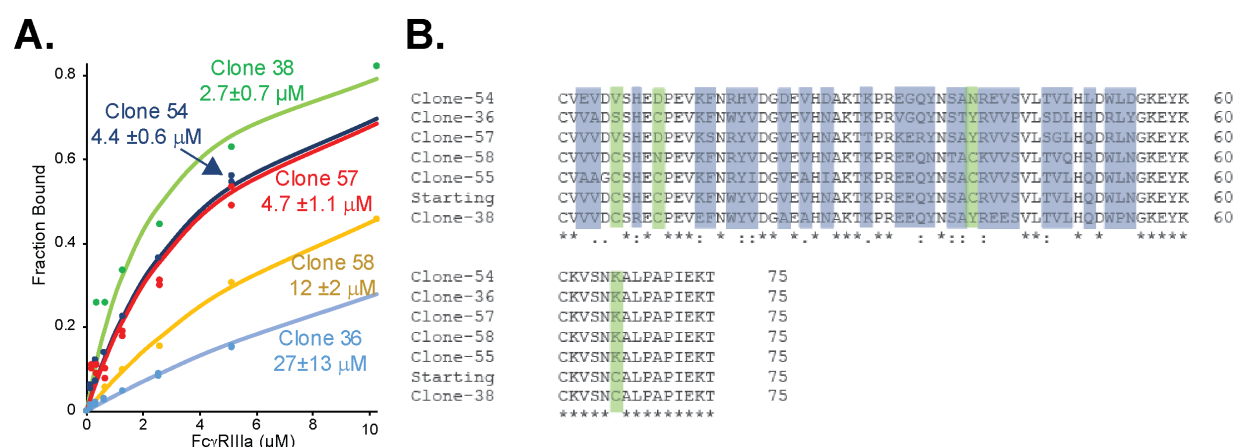 A.
B.
Fraction Bound
0.8
0.6
0.4
0.2
0
0
2
4
6
8
10
FcγRIIIa (µM)
Clone 38
2.7±0.7 µM
Clone 54
4.4 ±0.6 µM
Clone 57
4.7±1.1 µM
Clone 58
12 ±2 µM
Clone 36
27±13 µM
Clone-54 CVEVDVSHEDPEVKFNRHVDGDEVHDAKTKPREGQYNSANREVSVLTVLHLDWLDGKEYK 60
Clone-36 CVVADSSHECPEVKFNWYVDGVEVHNAKTKPRVGQYNSTYRVVPVLSDLHHDRLYGKEYK 60
Clone-57 CVVVDVSHEDPEVKFNRYVDGVEVHNAKTTPRKERYNSAYRVVSVLSGLHQDWLNGKEYK 60
Clone-58 CVVVDCSHENPEVKFNRYVDGVEVHNAKTKPREEQNNTACKVVSVLTVQHRDWLNGKEYK 60
Clone-55 CVAAGCSHECPEVKFNRYIDGVEVHIAKTKPREEQYNSACRVVSVLTVLHQDWLNGKEYK 60
Starting CVVVDCSHECPEVKFNWYVDGVEVHNAKTKPREEQYNSACRVVSVLTVLHQDWLNGKEYK 60
Clone-38 CVVVDCSRECPEVEFNWYVDGAEAHNAKTKPREEQYNSAYREESVLTVLHQDWPNGKEYK 60
** .. *:* ***:* ::** *.* *** ** :*:: : **: * * *****
Clone-54 CKVSNKALPAPIEKT 75
Clone-36 CKVSNKALPAPIEKT 75
Clone-57 CKVSNKALPAPIEKT 75
Clone-58 CKVSNKALPAPIEKT 75
Clone-55 CKVSNKALPAPIEKT 75
Starting CKVSNCALPAPIEKT 75
Clone-38 CKVSNCALPAPIEKT 75
***** *********